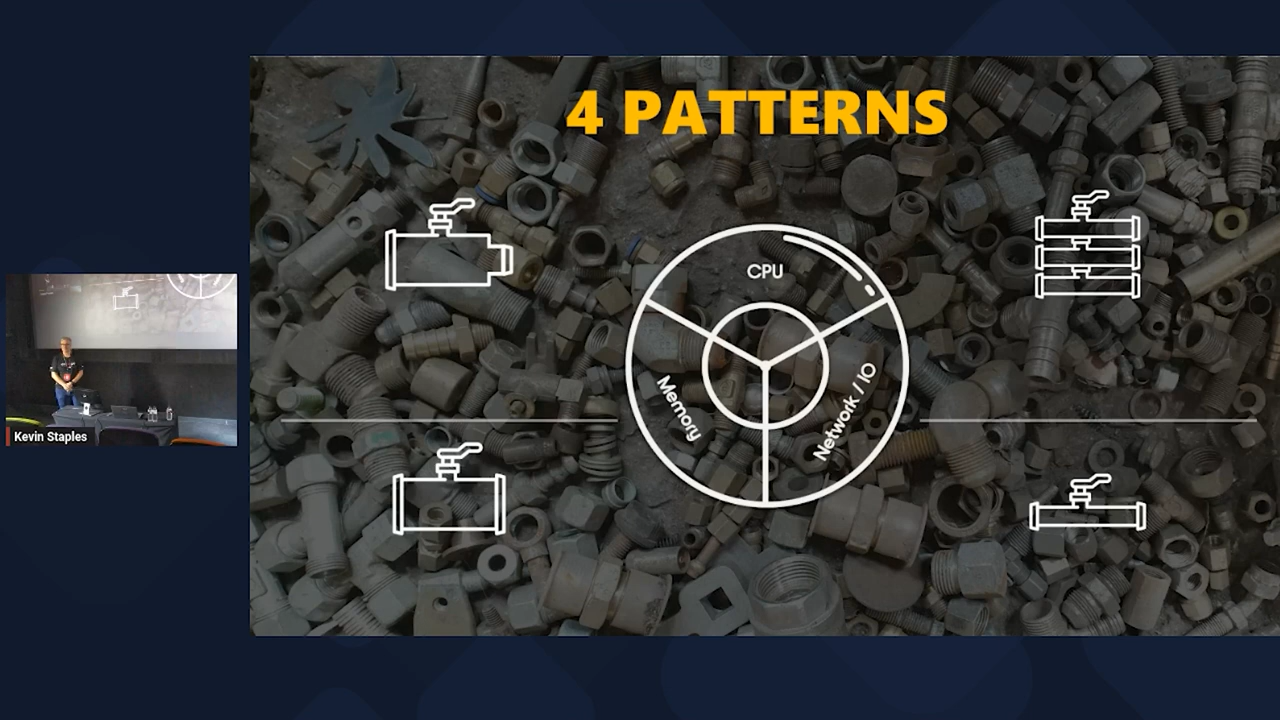 4 PATTERNS
CPU
Memory
Network / IO
Kevin Staples